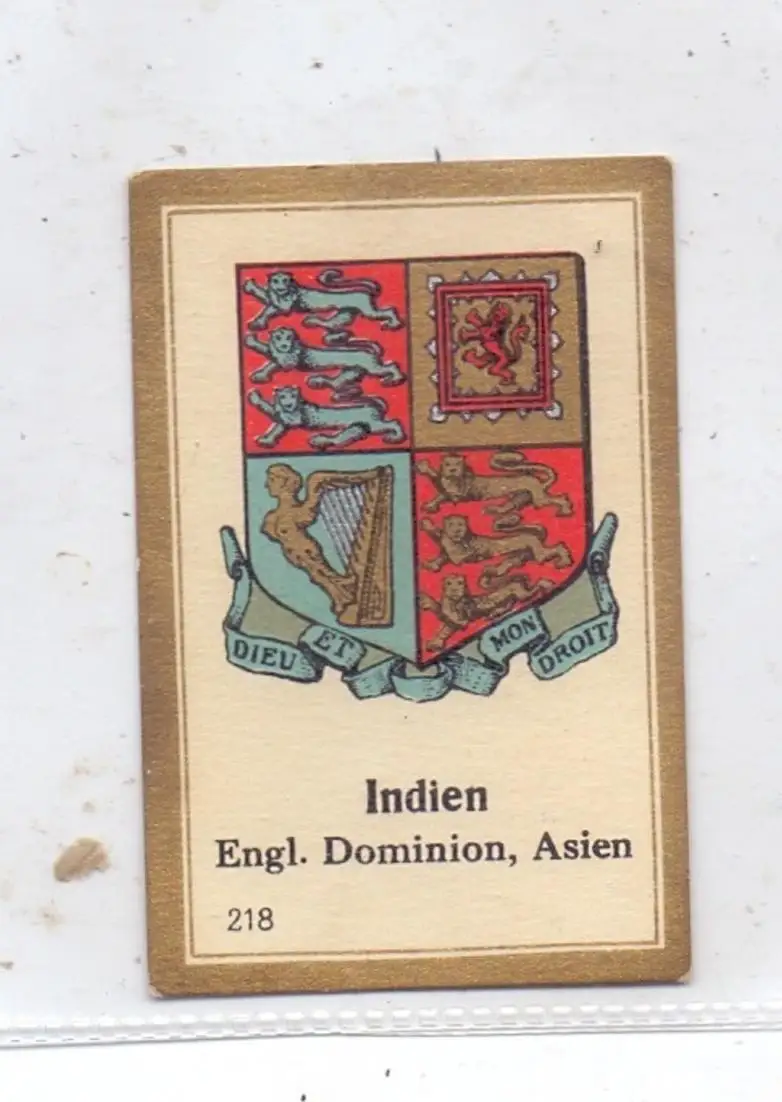 DIEU ET MON DROIT
Indien
Engl. Dominion, Asien
218